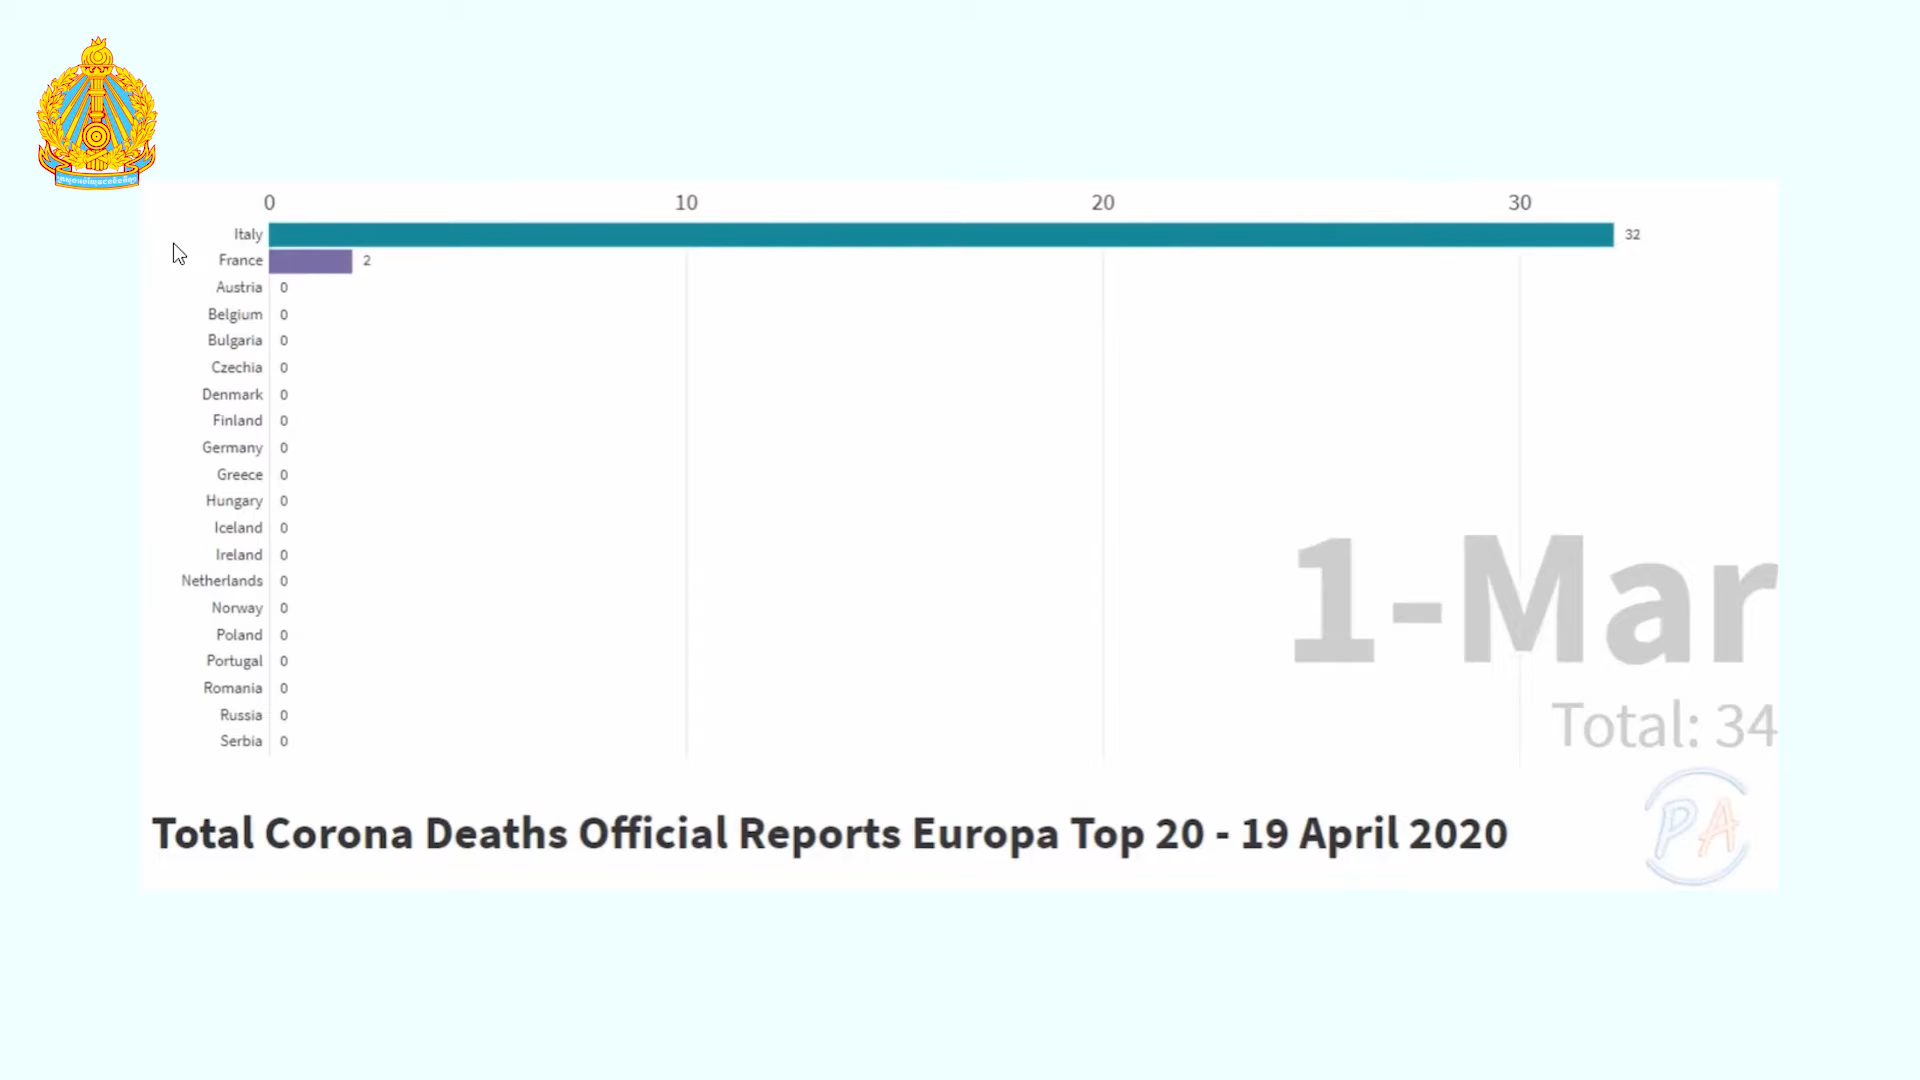 0 10 20 30
Italy 32
France 2
Austria 0
Belgium 0
Bulgaria 0
Czechia 0
Denmark 0
Finland 0
Germany 0
Greece 0
Hungary 0
Iceland 0
Ireland 0
Netherlands 0
Norway 0
Poland 0
Portugal 0
Romania 0
Russia 0
Serbia 0
1-Mar
Total: 34
Total Corona Deaths Official Reports Europa Top 20 - 19 April 2020
PA